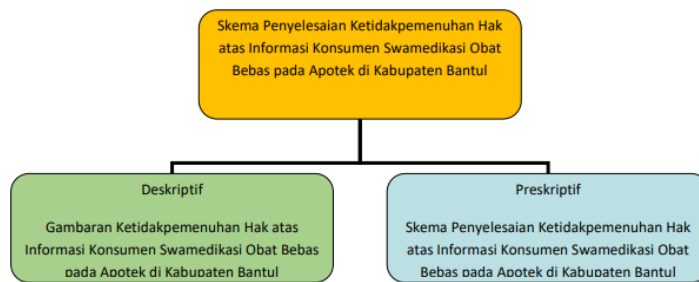 Skema Penyelesaian Ketidakpemenuhan Hak
atas Informasi Konsumen Swamedikasi Obat
Bebas pada Apotek di Kabupaten Bantul
Deskriptif
Gambaran Ketidakpemenuhan Hak atas
Informasi Konsumen Swamedikasi Obat Bebas
pada Apotek di Kabupaten Bantul
Preskriptif
Skema Penyelesaian Ketidakpemenuhan Hak
atas Informasi Konsumen Swamedikasi Obat
Bebas pada Apotek di Kabupaten Bantul